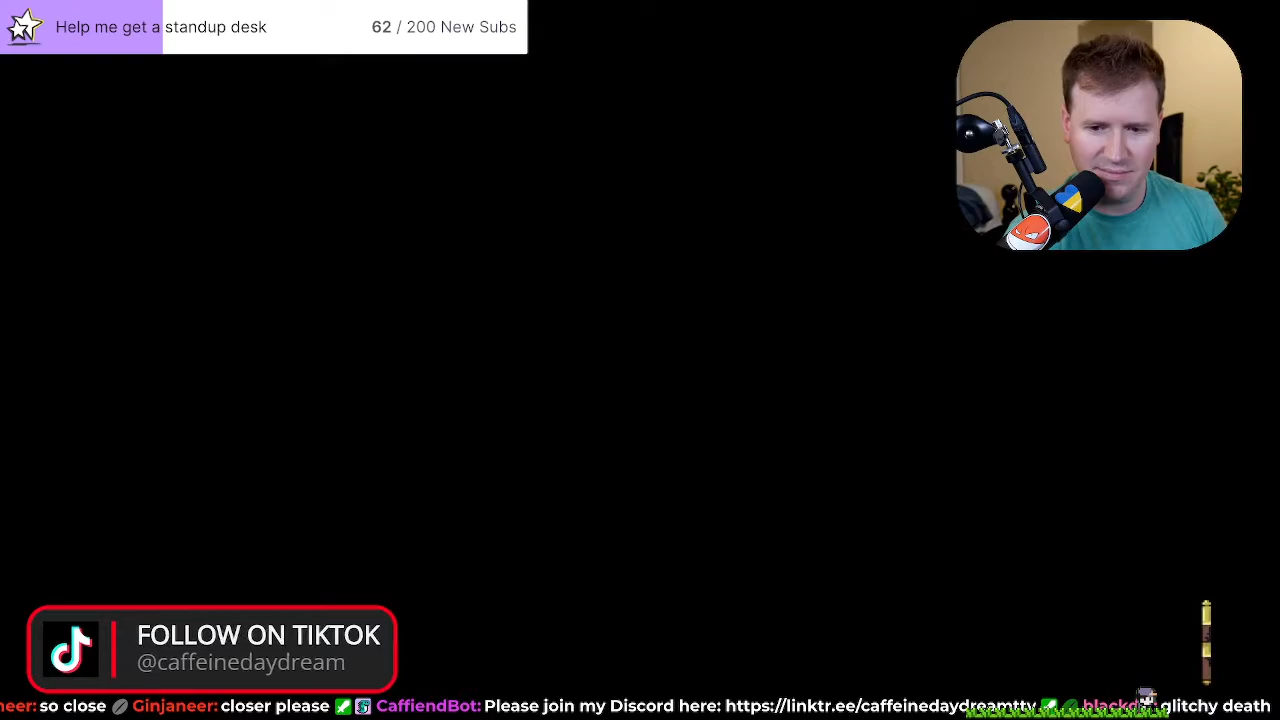 Help me get a standup desk 62 / 200 New Subs
FOLLOW ON TIKTOK
@caffeinedaydream
neer: so close Ginjaneer: closer please CaffiendBot: Please join my Discord here: https://linktr.ee/caffeinedaydreamttv glitchy death